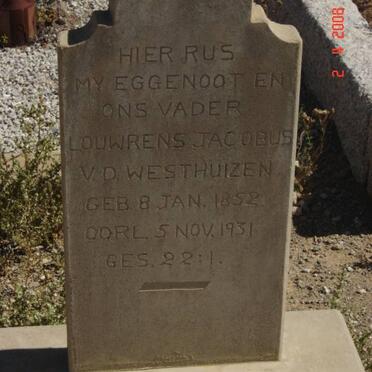 HIER RUS
MY EGGENOOT EN
ONS VADER
LOUWRENS JACOBUS
V.D. WESTHUIZEN.
GEB. 8 JAN. 1852.
OORL. 5 NOV. 1931
GES. 22:1.
2 4 2008